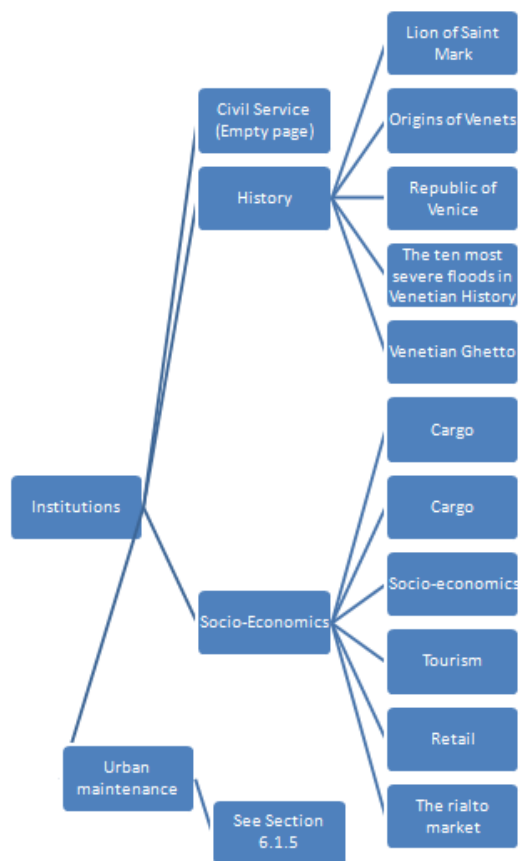 Lion of Saint
Mark
Civil Service
(Empty page)
Origins of Venets
History
Republic of
Venice
The ten most
severe floods in
Venetian History
Venetian Ghetto
Cargo
Institutions
Cargo
Socio-economics
Socio-Economics
Tourism
Retail
Urban
maintenance
The rialto
market
See Section
6.1.5